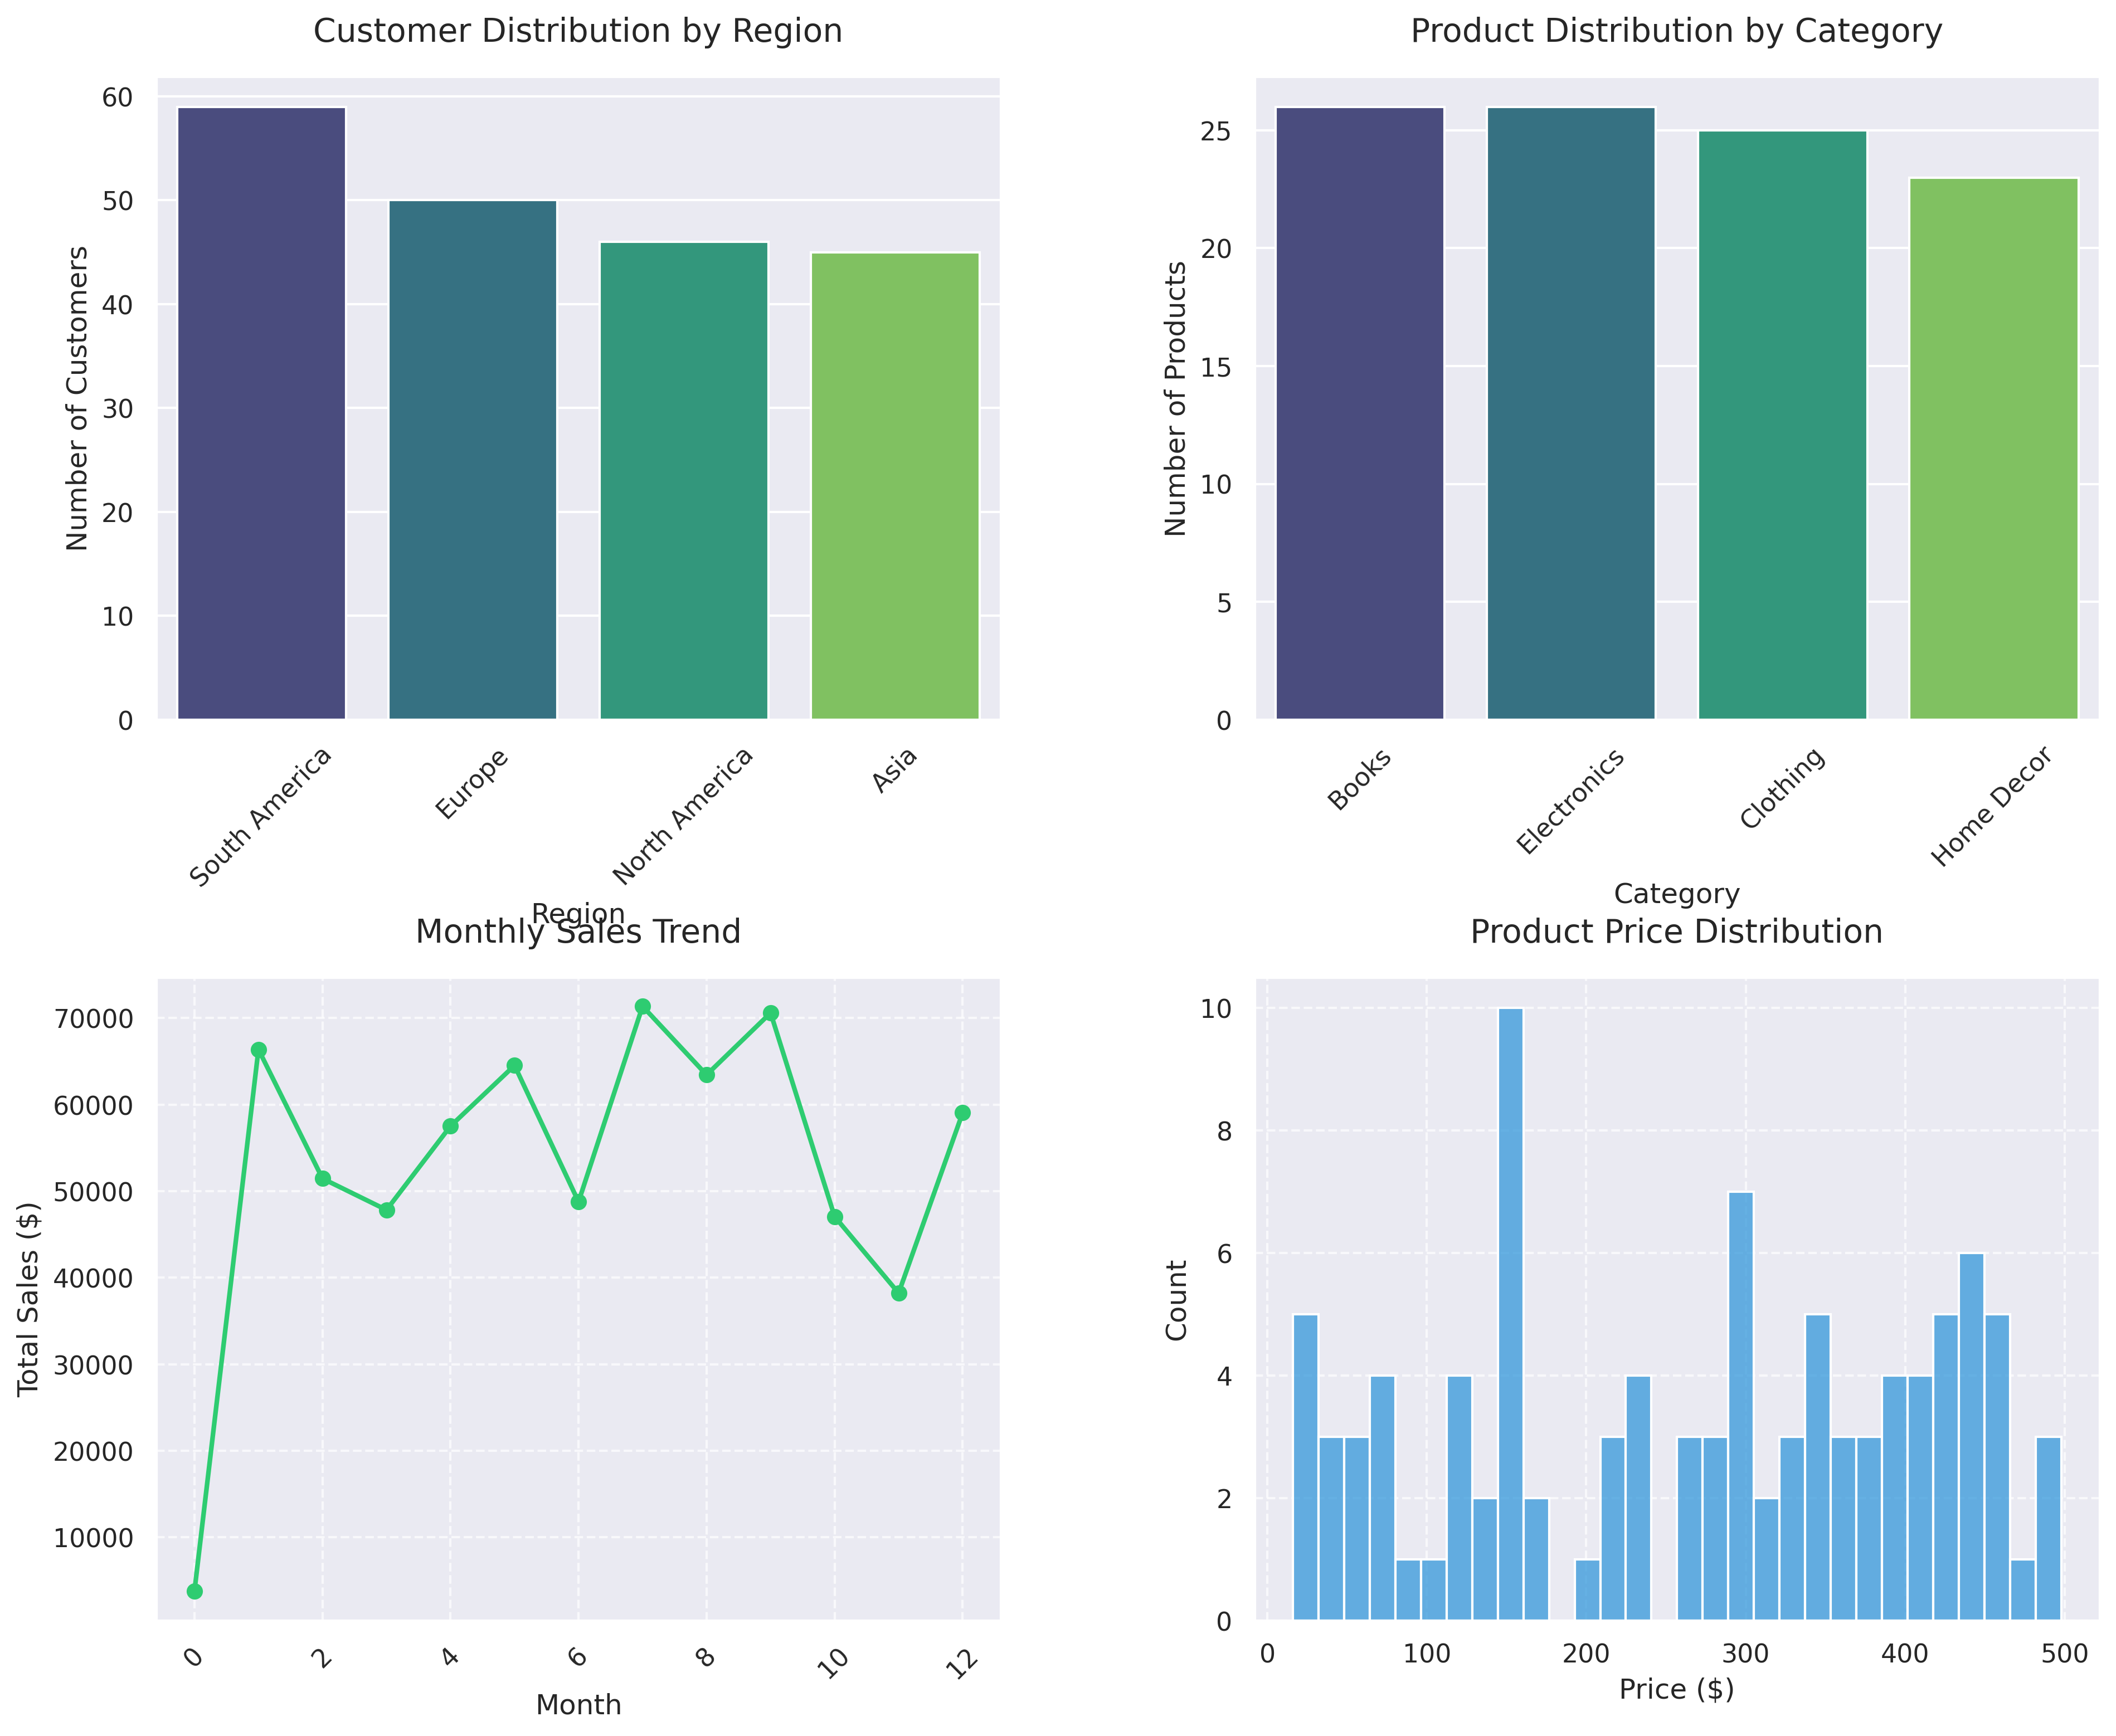 Customer Distribution by Region
60
50
40
30
20
10
0
Number of Customers
South America
Europe
North America
Asia
Region
Product Distribution by Category
25
20
15
10
5
0
Number of Products
Books
Electronics
Clothing
Home Decor
Category
Monthly Sales Trend
70000
60000
50000
40000
30000
20000
10000
Total Sales ($)
0
2
4
6
8
10
12
Month
Product Price Distribution
10
8
6
4
2
0
Count
0
100
200
300
400
500
Price ($)